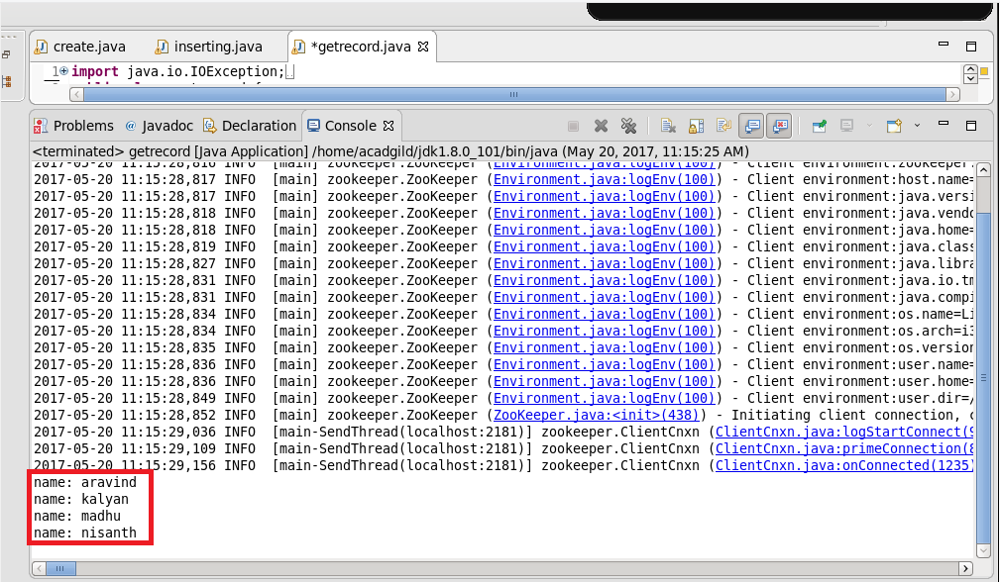 create.java inserting.java *getrecord.java
1 import java.io.IOException;
Problems @ Javadoc Declaration Console
<terminated> getrecord [Java Application] /home/acadgild/jdk1.8.0_101/bin/java (May 20, 2017, 11:15:25 AM)
2017-05-20 11:15:28,816 INFO [main] zookeeper.ZooKeeper (Environment.java:logEnv(100)) - Client environment:zookeeper.
2017-05-20 11:15:28,817 INFO [main] zookeeper.ZooKeeper (Environment.java:logEnv(100)) - Client environment:host.name=
2017-05-20 11:15:28,817 INFO [main] zookeeper.ZooKeeper (Environment.java:logEnv(100)) - Client environment:java.versi
2017-05-20 11:15:28,818 INFO [main] zookeeper.ZooKeeper (Environment.java:logEnv(100)) - Client environment:java.vendo
2017-05-20 11:15:28,818 INFO [main] zookeeper.ZooKeeper (Environment.java:logEnv(100)) - Client environment:java.home=
2017-05-20 11:15:28,819 INFO [main] zookeeper.ZooKeeper (Environment.java:logEnv(100)) - Client environment:java.class
2017-05-20 11:15:28,827 INFO [main] zookeeper.ZooKeeper (Environment.java:logEnv(100)) - Client environment:java.libra
2017-05-20 11:15:28,831 INFO [main] zookeeper.ZooKeeper (Environment.java:logEnv(100)) - Client environment:java.io.tm
2017-05-20 11:15:28,831 INFO [main] zookeeper.ZooKeeper (Environment.java:logEnv(100)) - Client environment:java.compi
2017-05-20 11:15:28,834 INFO [main] zookeeper.ZooKeeper (Environment.java:logEnv(100)) - Client environment:os.name=Li
2017-05-20 11:15:28,834 INFO [main] zookeeper.ZooKeeper (Environment.java:logEnv(100)) - Client environment:os.arch=i3
2017-05-20 11:15:28,835 INFO [main] zookeeper.ZooKeeper (Environment.java:logEnv(100)) - Client environment:os.version
2017-05-20 11:15:28,836 INFO [main] zookeeper.ZooKeeper (Environment.java:logEnv(100)) - Client environment:user.name=
2017-05-20 11:15:28,836 INFO [main] zookeeper.ZooKeeper (Environment.java:logEnv(100)) - Client environment:user.home=
2017-05-20 11:15:28,849 INFO [main] zookeeper.ZooKeeper (Environment.java:logEnv(100)) - Client environment:user.dir=/
2017-05-20 11:15:28,852 INFO [main] zookeeper.ZooKeeper (ZooKeeper.java:<init>(438)) - Initiating client connection, c
2017-05-20 11:15:29,036 INFO [main-SendThread(localhost:2181)] zookeeper.ClientCnxn (ClientCnxn.java:logStartConnect(9
2017-05-20 11:15:29,109 INFO [main-SendThread(localhost:2181)] zookeeper.ClientCnxn (ClientCnxn.java:primeConnection(8
2017-05-20 11:15:29,156 INFO [main-SendThread(localhost:2181)] zookeeper.ClientCnxn (ClientCnxn.java:onConnected(1235)
name: aravind
name: kalyan
name: madhu
name: nisanth